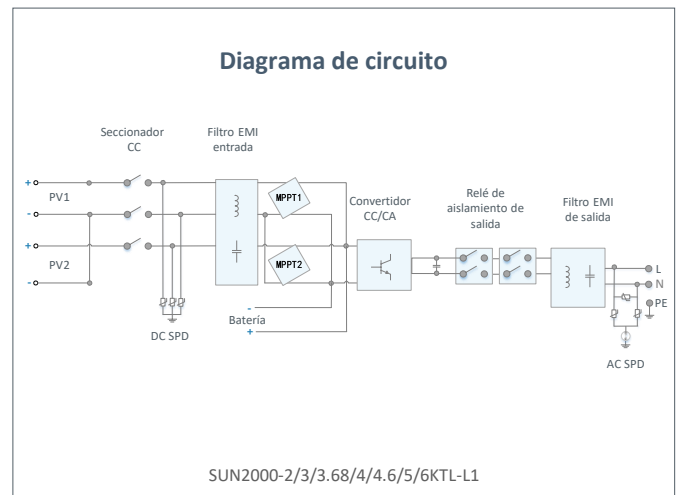 Diagrama de circuito
Seccionador
CC
Filtro EMI
entrada
+
PV1
-
+
PV2
-
MPPT1
MPPT2
Convertidor
CC/CA
Relé de
aislamiento de
salida
Filtro EMI
de salida
L
N
PE
-
Batería
+
DC SPD
AC SPD
SUN2000-2/3/3.68/4/4.6/5/6KTL-L1